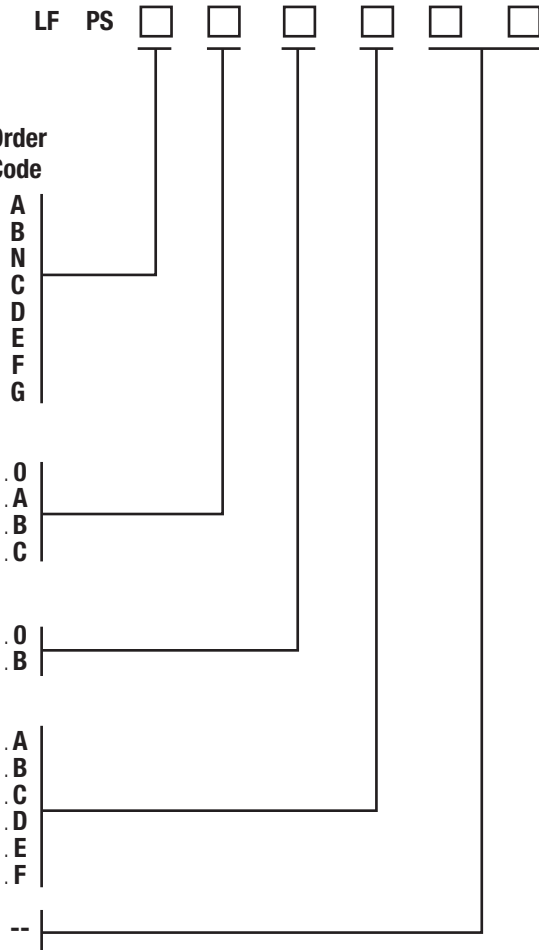 LF PS
Order
Code
A
B
N
C
D
E
F
G
. 0
. A
. B
. C
. 0
. B
. A
. B
. C
. D
. E
. F
--